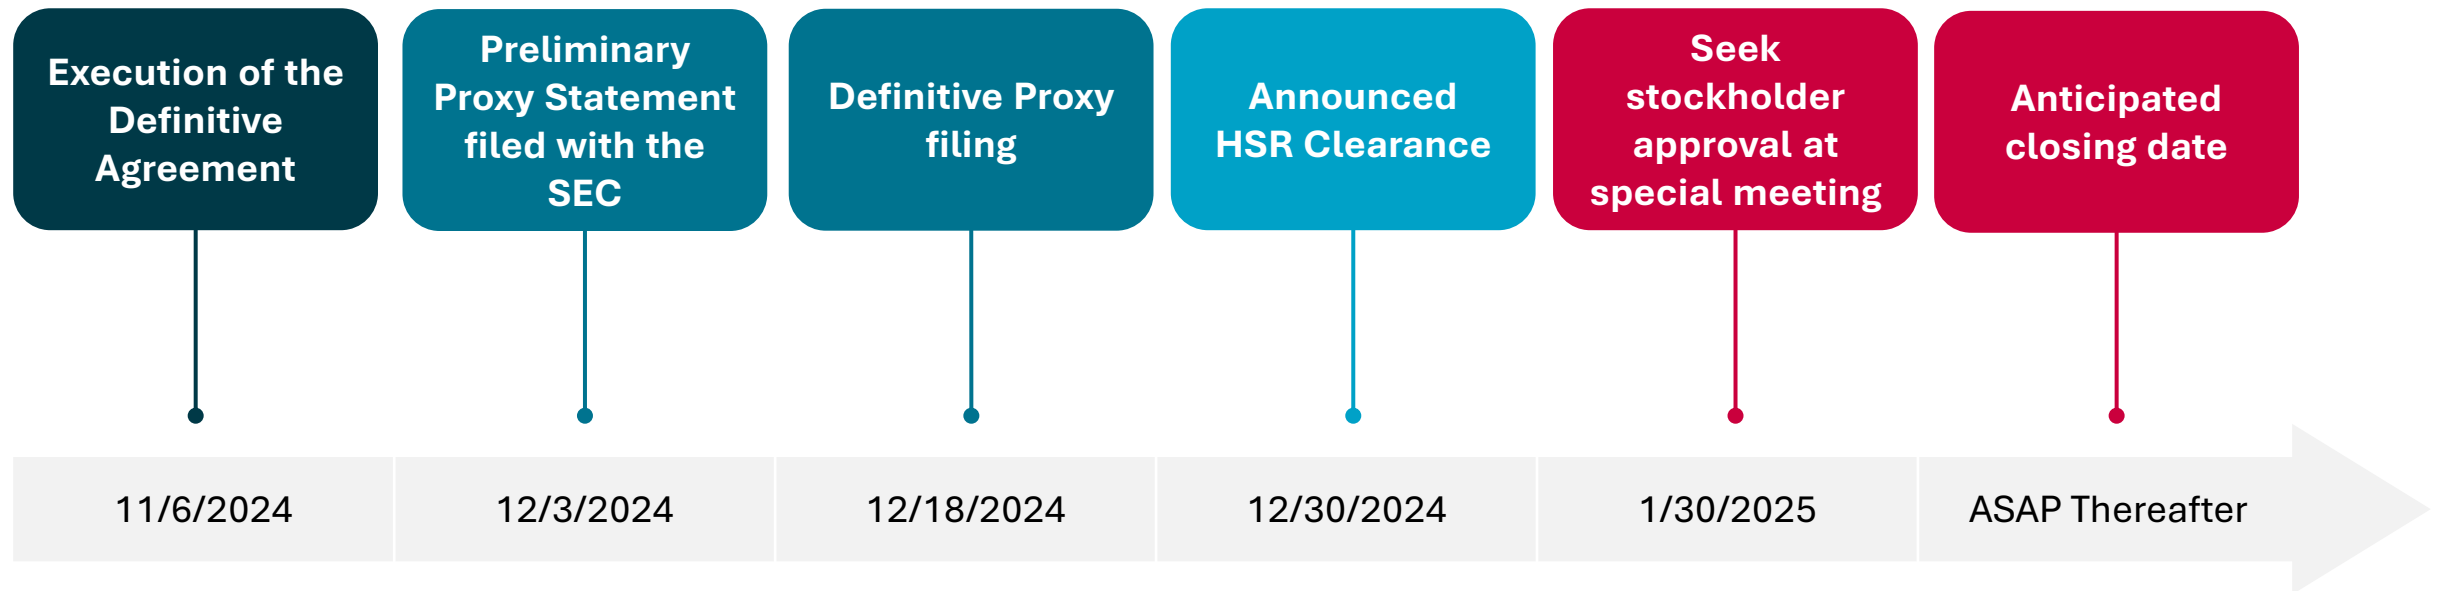 Execution of the
Definitive
Agreement
Preliminary
Proxy Statement
filed with the
SEC
Definitive Proxy
filing
Announced
HSR Clearance
Seek
stockholder
approval at
special meeting
Anticipated
closing date
11/6/2024
12/3/2024
12/18/2024
12/30/2024
1/30/2025
ASAP Thereafter